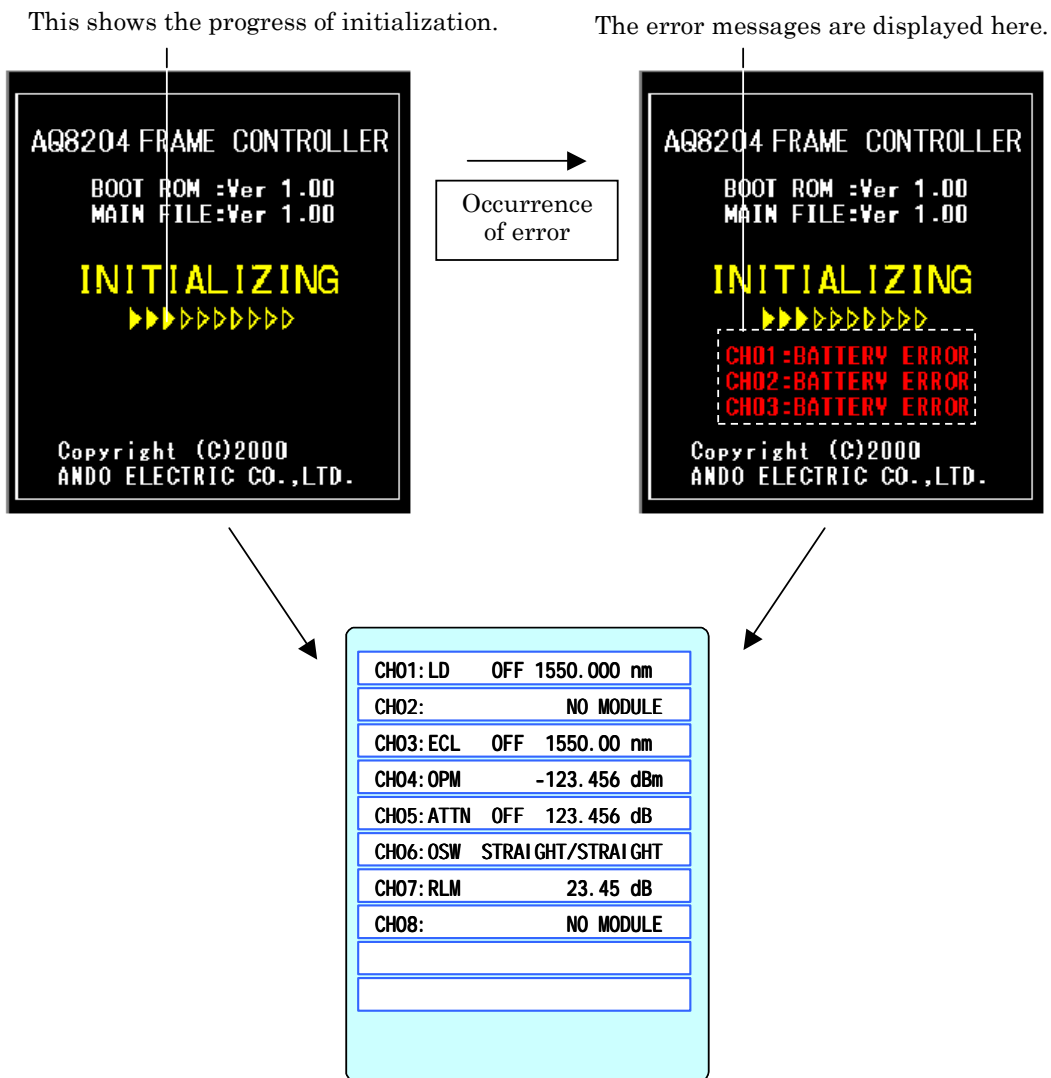 This shows the progress of initialization.
The error messages are displayed here.
AQ8204 FRAME CONTROLLER
BOOT ROM :Ver 1.00
MAIN FILE:Ver 1.00
INITIALIZING
Copyright (C)2000
ANDO ELECTRIC CO.,LTD.
Occurrence
of error
AQ8204 FRAME CONTROLLER
BOOT ROM :Ver 1.00
MAIN FILE:Ver 1.00
INITIALIZING
CH01:BATTERY ERROR
CH02:BATTERY ERROR
CH03:BATTERY ERROR
Copyright (C)2000
ANDO ELECTRIC CO.,LTD.
CH01:LD OFF 1550.000 nm
CH02: NO MODULE
CH03:ECL OFF 1550.00 nm
CH04:OPM -123.456 dBm
CH05:ATTN OFF 123.456 dB
CH06:OSW STRAIGHT/STRAIGHT
CH07:RLM 23.45 dB
CH08: NO MODULE